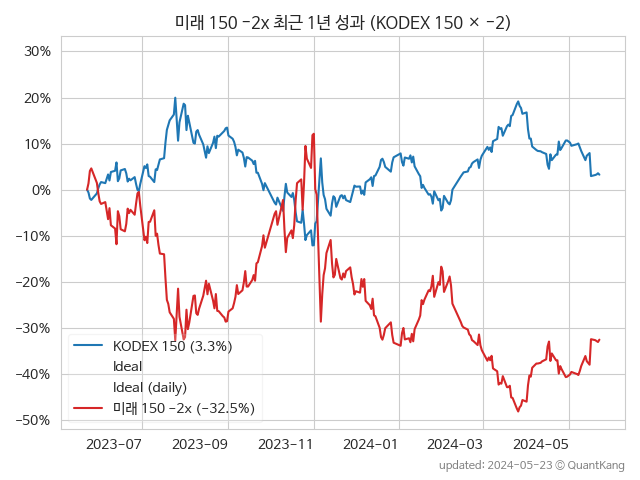 미래 150 −2x 최근 1년 성과 (KODEX 150 × −2)
30%
20%
10%
0%
−10%
−20%
−30%
−40%
−50%
KODEX 150 (3.3%)
Ideal
Ideal (daily)
미래 150 −2x (−32.5%)
2023-07 2023-09 2023-11 2024-01 2024-03 2024-05
updated: 2024-05-23 ⓒ QuantKang